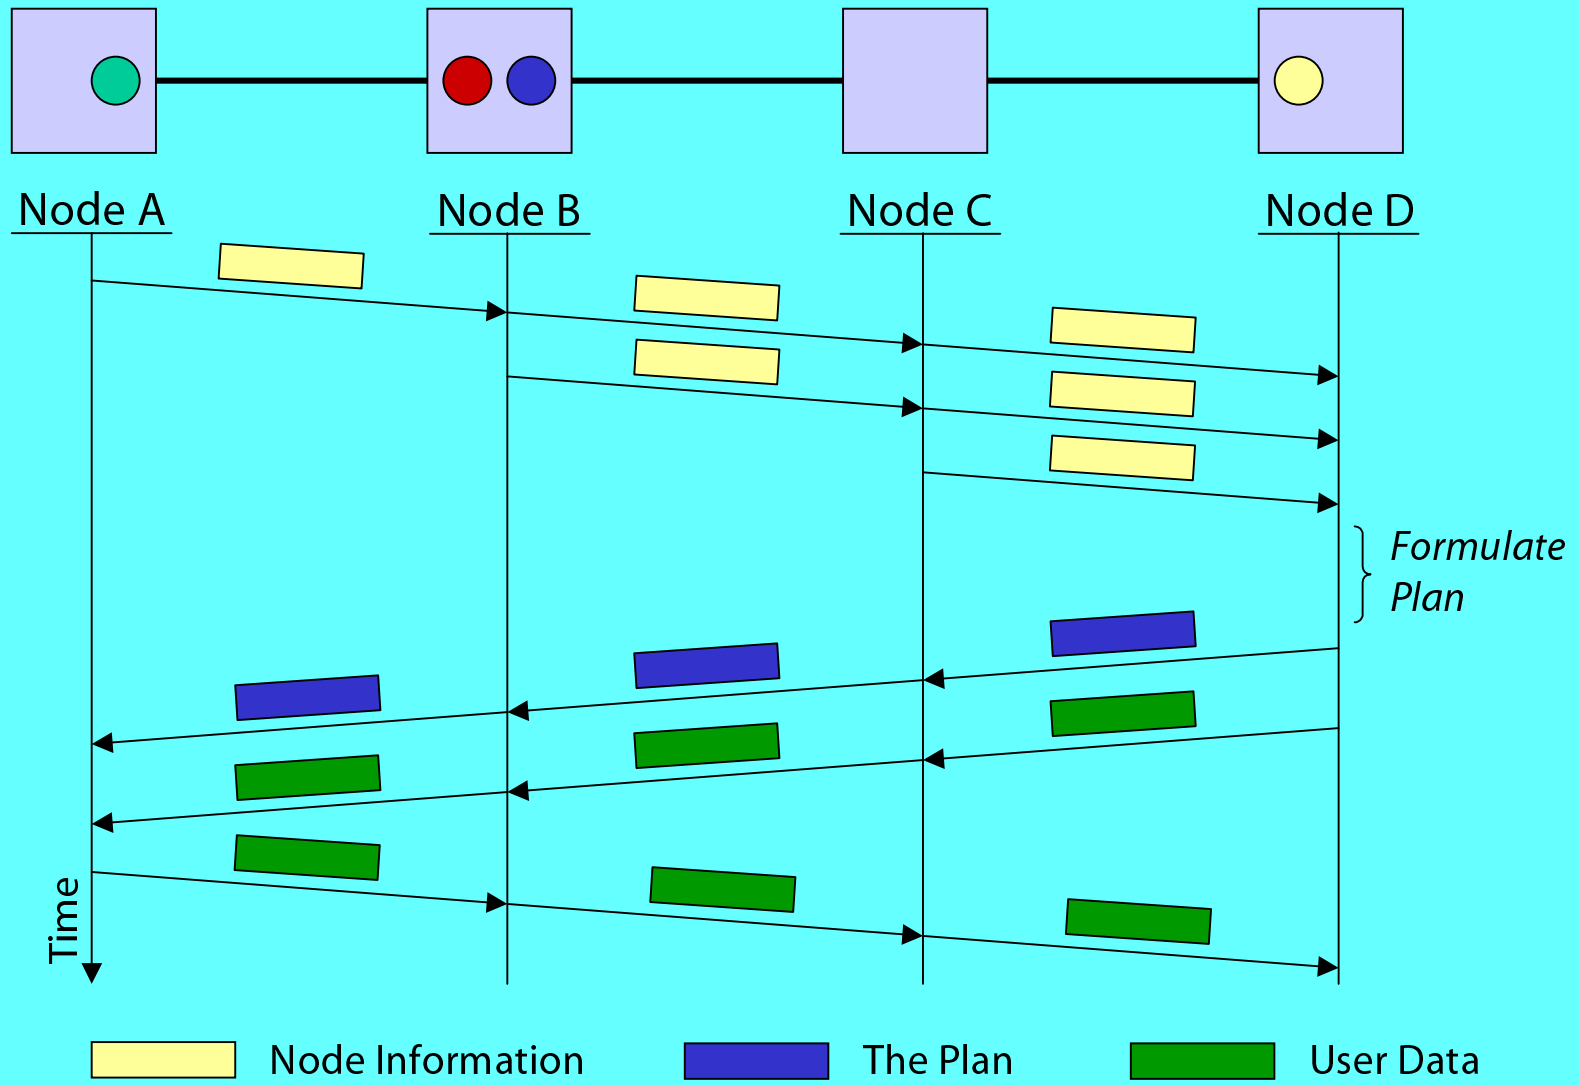 Node A
Node B
Node C
Node D
Formulate
Plan
Time
Node Information
The Plan
User Data